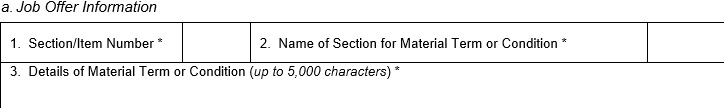 a. Job Offer Information
1. Section/Item Number * 2. Name of Section for Material Term or Condition *
3. Details of Material Term or Condition (up to 5,000 characters) *